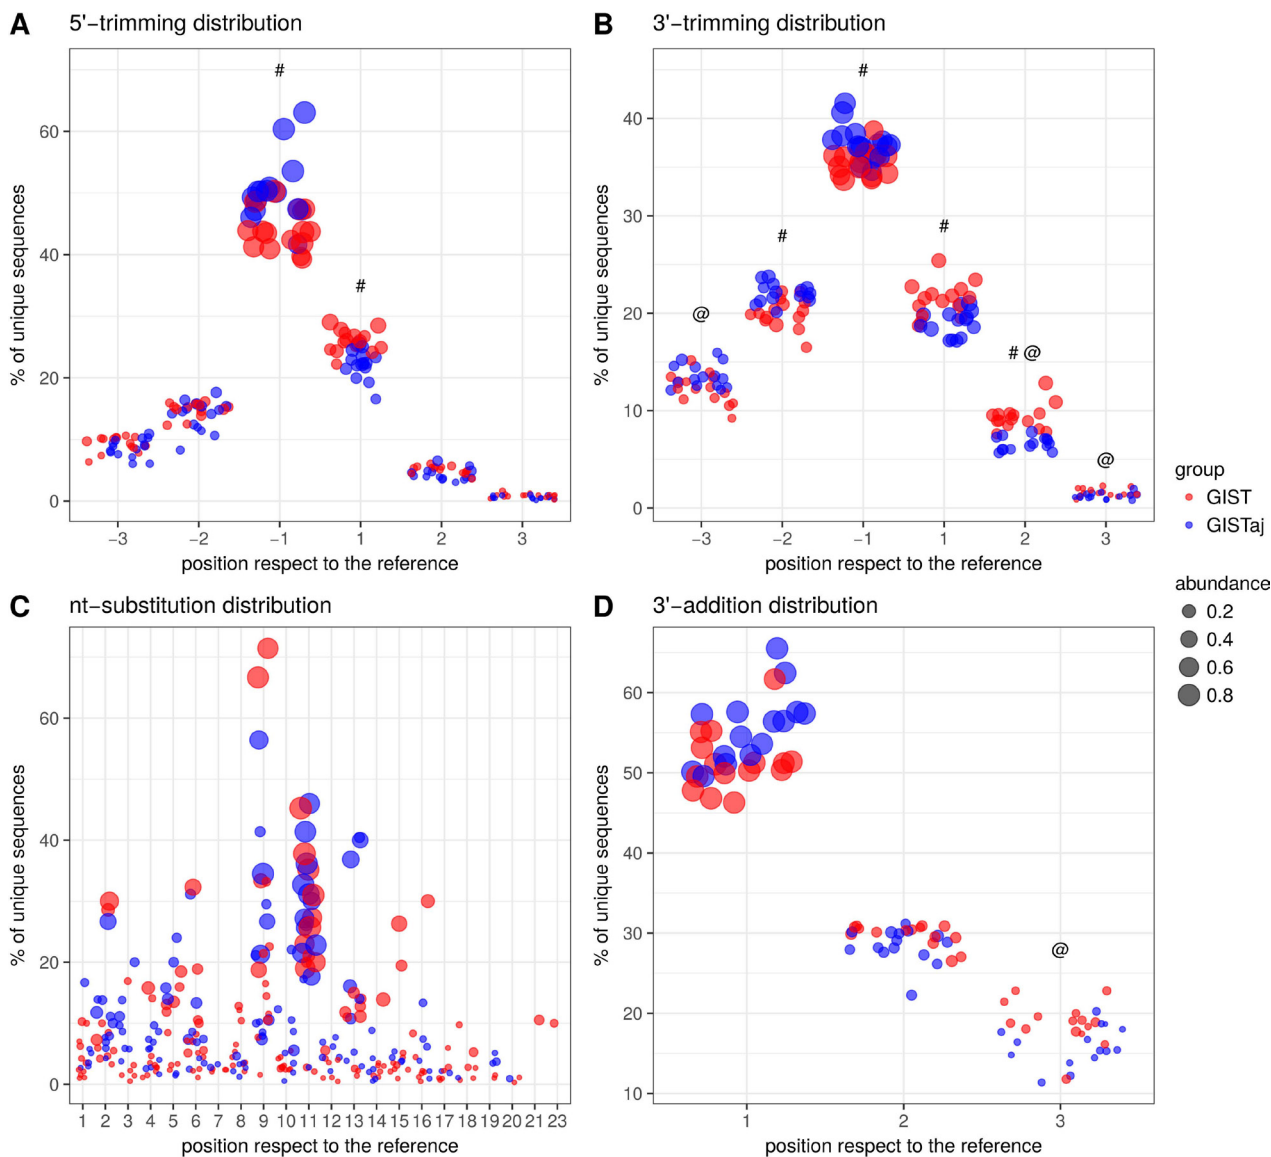 A 5'−trimming distribution
% of unique sequences
60
40
20
0
#
#
−3 −2 −1 1 2 3
position respect to the reference
B 3'−trimming distribution
% of unique sequences
40
30
20
10
0
#
#
#
@
# @
@
−3 −2 −1 1 2 3
position respect to the reference
group
GIST
GISTaj
abundance
0.2
0.4
0.6
0.8
C nt−substitution distribution
% of unique sequences
60
40
20
0
1 2 3 4 5 6 7 8 9 10 11 12 13 14 15 16 17 18 19 20 21 23
position respect to the reference
D 3'−addition distribution
% of unique sequences
60
50
40
30
20
10
@
1 2 3
position respect to the reference